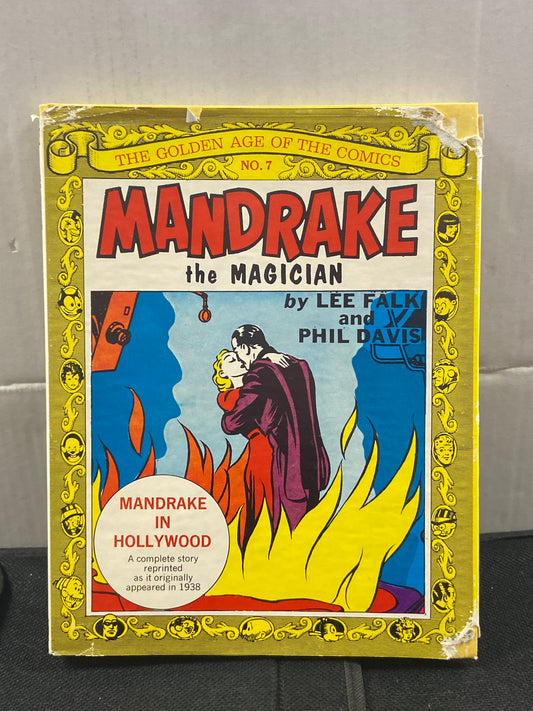 THE GOLDEN AGE OF THE COMICS
NO. 7
MANDRAKE
the MAGICIAN
by LEE FALK
and
PHIL DAVIS
MANDRAKE
IN
HOLLYWOOD
A complete story
reprinted
as it originally
appeared in 1938